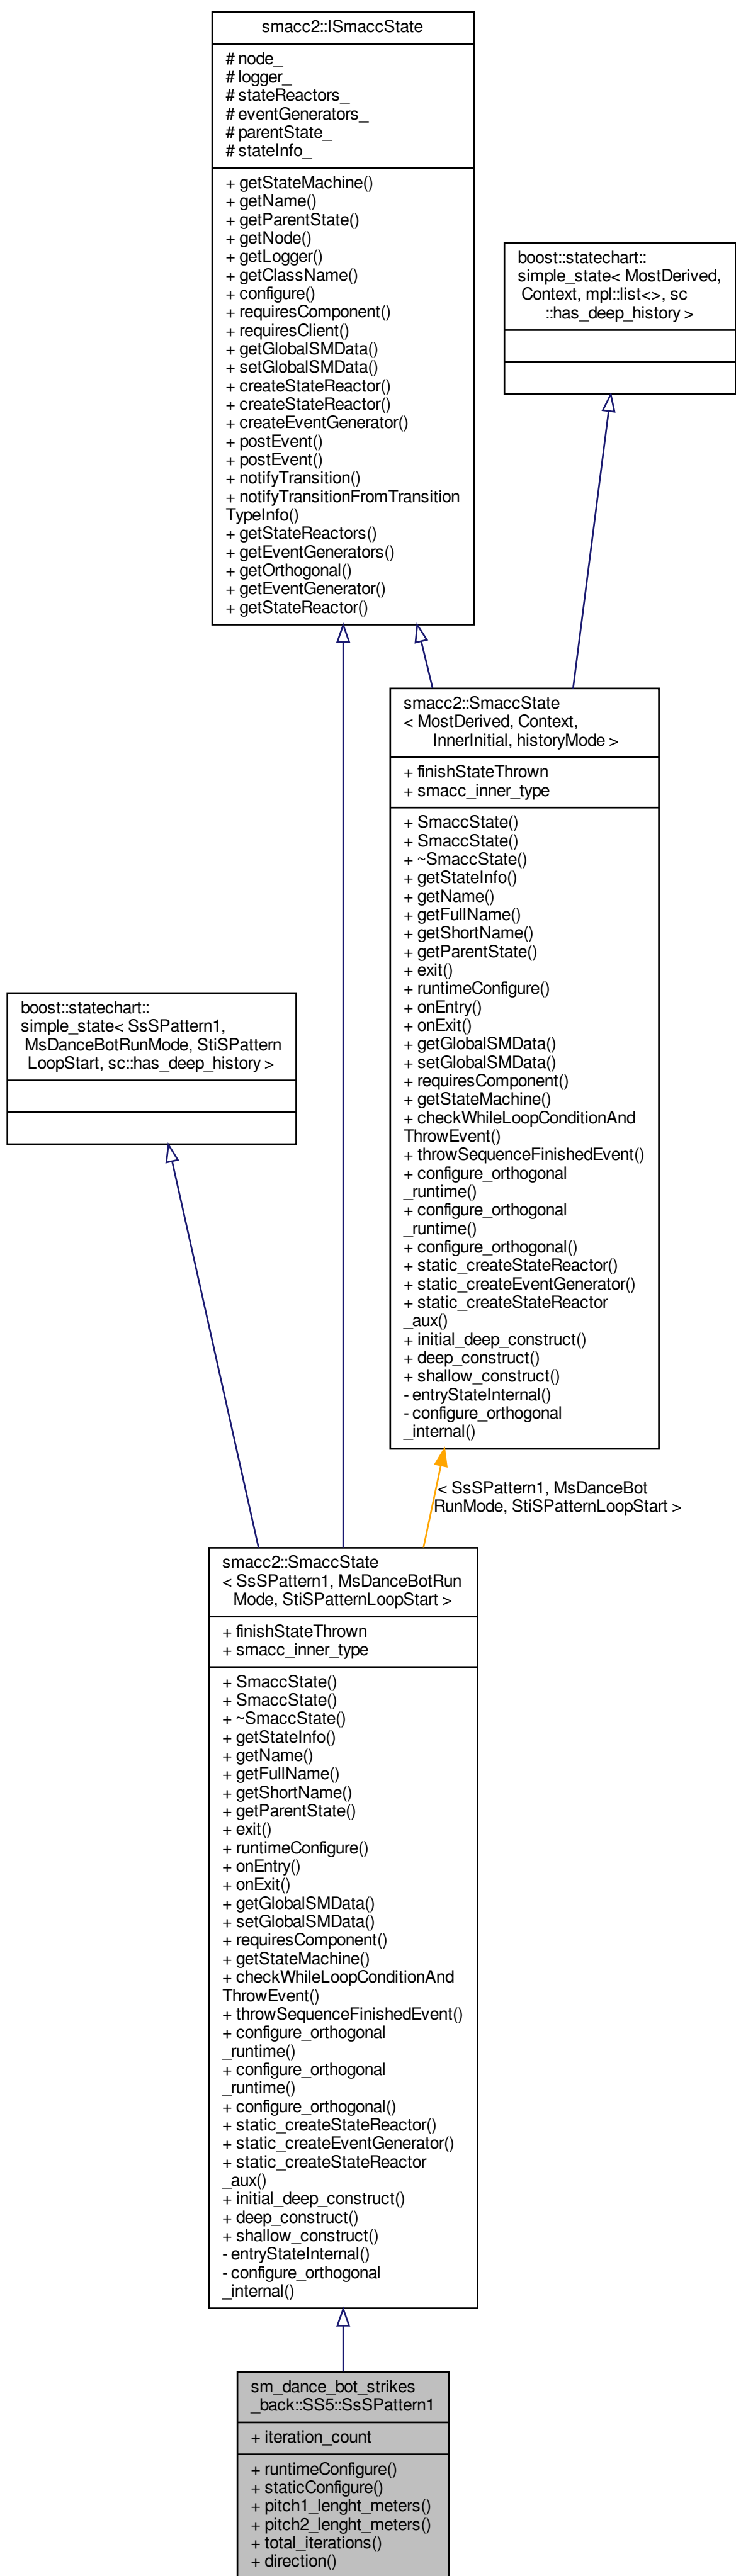 smacc2::ISmaccState
# node_
# logger_
# stateReactors_
# eventGenerators_
# parentState_
# stateInfo_
+ getStateMachine()
+ getName()
+ getParentState()
+ getNode()
+ getLogger()
+ getClassName()
+ configure()
+ requiresComponent()
+ requiresClient()
+ getGlobalSMData()
+ setGlobalSMData()
+ createStateReactor()
+ createStateReactor()
+ createEventGenerator()
+ postEvent()
+ postEvent()
+ notifyTransition()
+ notifyTransitionFromTransition
TypeInfo()
+ getStateReactors()
+ getEventGenerators()
+ getOrthogonal()
+ getEventGenerator()
+ getStateReactor()
boost::statechart::
simple_state< MostDerived,
Context, mpl::list<>, sc
::has_deep_history >
smacc2::SmaccState
< MostDerived, Context,
InnerInitial, historyMode >
+ finishStateThrown
+ smacc_inner_type
+ SmaccState()
+ SmaccState()
+ ~SmaccState()
+ getStateInfo()
+ getName()
+ getFullName()
+ getShortName()
+ getParentState()
+ exit()
+ runtimeConfigure()
+ onEntry()
+ onExit()
+ getGlobalSMData()
+ setGlobalSMData()
+ requiresComponent()
+ getStateMachine()
+ checkWhileLoopConditionAnd
ThrowEvent()
+ throwSequenceFinishedEvent()
+ configure_orthogonal
_runtime()
+ configure_orthogonal
_runtime()
+ configure_orthogonal()
+ static_createStateReactor()
+ static_createEventGenerator()
+ static_createStateReactor
_aux()
+ initial_deep_construct()
+ deep_construct()
+ shallow_construct()
- entryStateInternal()
- configure_orthogonal
_internal()
boost::statechart::
simple_state< SsSPattern1,
MsDanceBotRunMode, StiSPattern
LoopStart, sc::has_deep_history >
< SsSPattern1, MsDanceBot
RunMode, StiSPatternLoopStart >
smacc2::SmaccState
< SsSPattern1, MsDanceBotRun
Mode, StiSPatternLoopStart >
+ finishStateThrown
+ smacc_inner_type
+ SmaccState()
+ SmaccState()
+ ~SmaccState()
+ getStateInfo()
+ getName()
+ getFullName()
+ getShortName()
+ getParentState()
+ exit()
+ runtimeConfigure()
+ onEntry()
+ onExit()
+ getGlobalSMData()
+ setGlobalSMData()
+ requiresComponent()
+ getStateMachine()
+ checkWhileLoopConditionAnd
ThrowEvent()
+ throwSequenceFinishedEvent()
+ configure_orthogonal
_runtime()
+ configure_orthogonal
_runtime()
+ configure_orthogonal()
+ static_createStateReactor()
+ static_createEventGenerator()
+ static_createStateReactor
_aux()
+ initial_deep_construct()
+ deep_construct()
+ shallow_construct()
- entryStateInternal()
- configure_orthogonal
_internal()
sm_dance_bot_strikes
_back::SS5::SsSPattern1
+ iteration_count
+ runtimeConfigure()
+ staticConfigure()
+ pitch1_lenght_meters()
+ pitch2_lenght_meters()
+ total_iterations()
+ direction()